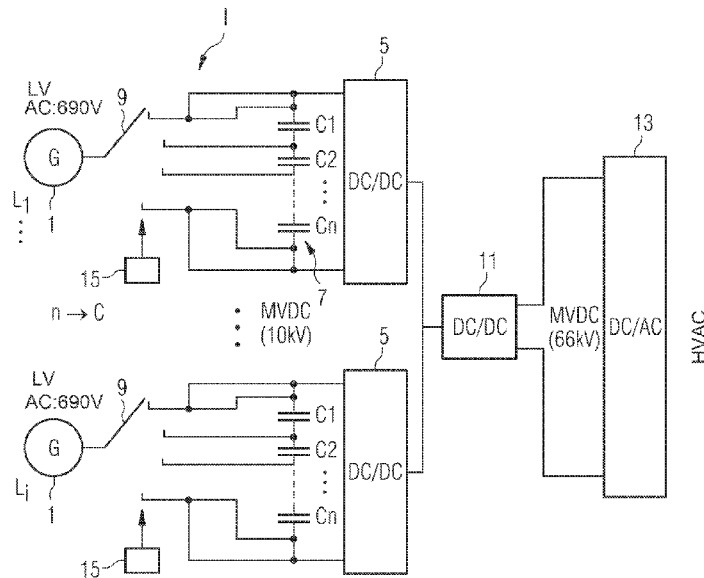 I
LV
AC:690V
9
G
L1
⋮
1
15
n → C
C1
C2
⋮
Cn
7
5
DC/DC
MVDC
(10kV)
⋮
11
DC/DC
MVDC
(66kV)
13
DC/AC
HVAC
LV
AC:690V
9
G
Li
1
15
C1
C2
⋮
Cn
5
DC/DC